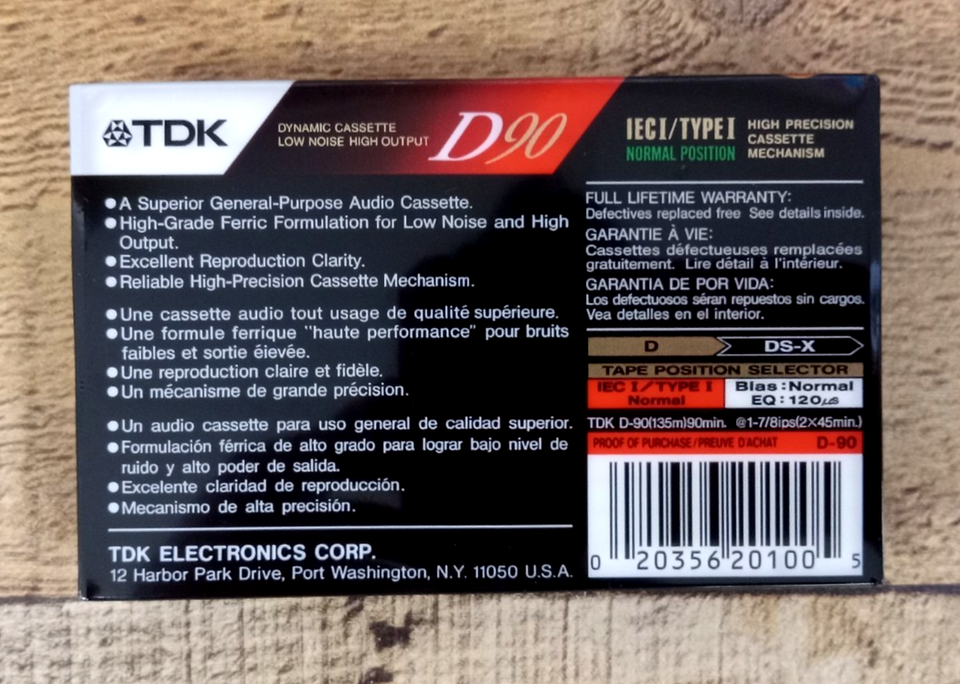 TDK
DYNAMIC CASSETTE
LOW NOISE HIGH OUTPUT
D90
IEC I/TYPE I
NORMAL POSITION
HIGH PRECISION
CASSETTE
MECHANISM
●A Superior General-Purpose Audio Cassette.
●High-Grade Ferric Formulation for Low Noise and High
Output.
●Excellent Reproduction Clarity.
●Reliable High-Precision Cassette Mechanism.
●Une cassette audio tout usage de qualité supérieure.
●Une formule ferrique "haute performance" pour bruits
faibles et sortie éievée.
●Une reproduction claire et fidèle.
●Un mécanisme de grande précision.
●Un audio cassette para uso general de calidad superior.
●Formulación férrica de alto grado para lograr bajo nivel de
ruido y alto poder de salida.
●Excelente claridad de reproducción.
●Mecanismo de alta precisión.
TDK ELECTRONICS CORP.
12 Harbor Park Drive, Port Washington, N.Y. 11050 U.S.A.
FULL LIFETIME WARRANTY:
Defectives replaced free See details inside.
GARANTIE À VIE:
Cassettes défectueuses remplacées
gratuitement. Lire détail à l'intérieur.
GARANTIA DE POR VIDA:
Los defectuosos séran repuestos sin cargos.
Vea detalles en el interior.
D DS-X
TAPE POSITION SELECTOR
IEC I/TYPE I
Normal
Bias:Normal
EQ:120μs
TDK D-90(135m)90min. @1-7/8ips(2×45min.)
PROOF OF PURCHASE/PREUVE D'ACHAT D-90
0 20356 20100 5